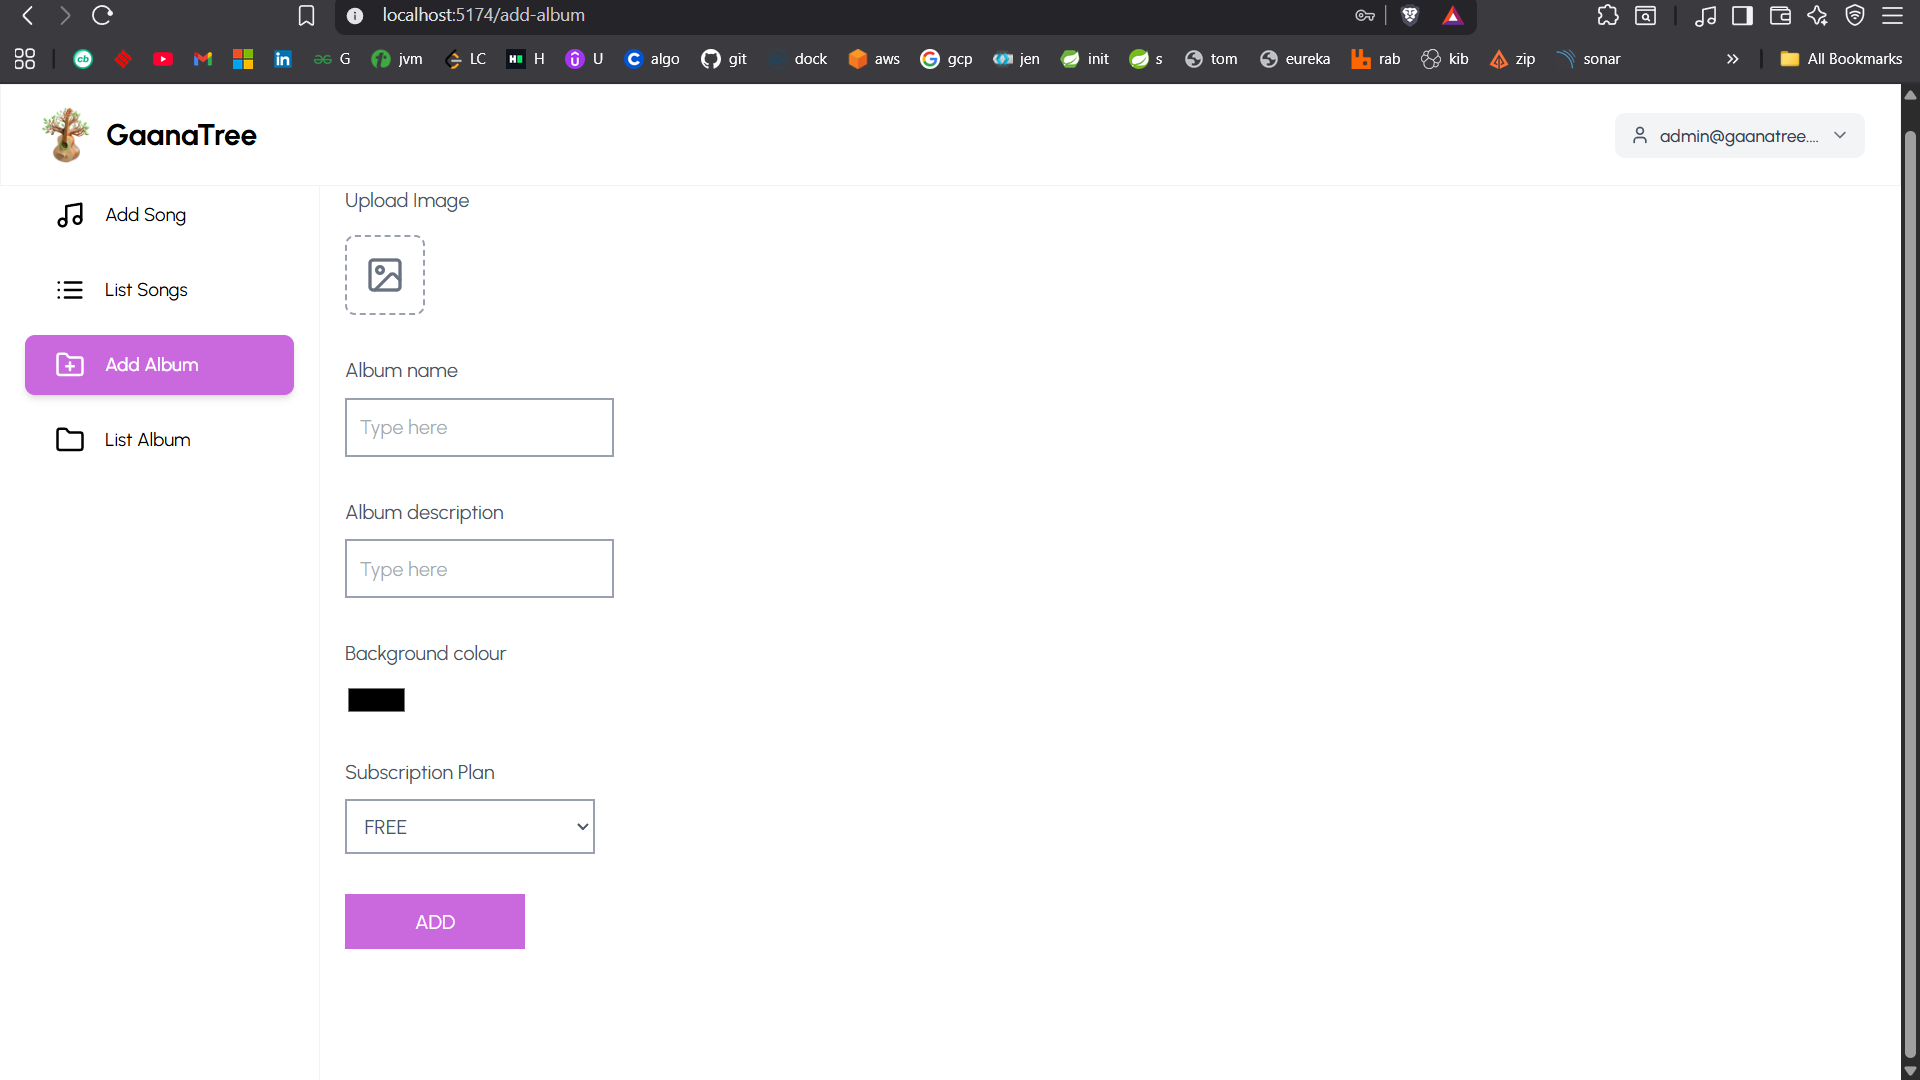 localhost:5174/add-album
cb G jvm LC H U algo git dock aws gcp jen init s tom eureka rab kib zip sonar » All Bookmarks
GaanaTree
admin@gaanatree....
Add Song
List Songs
Add Album
List Album
Upload Image
Album name
Type here
Album description
Type here
Background colour
Subscription Plan
FREE
ADD